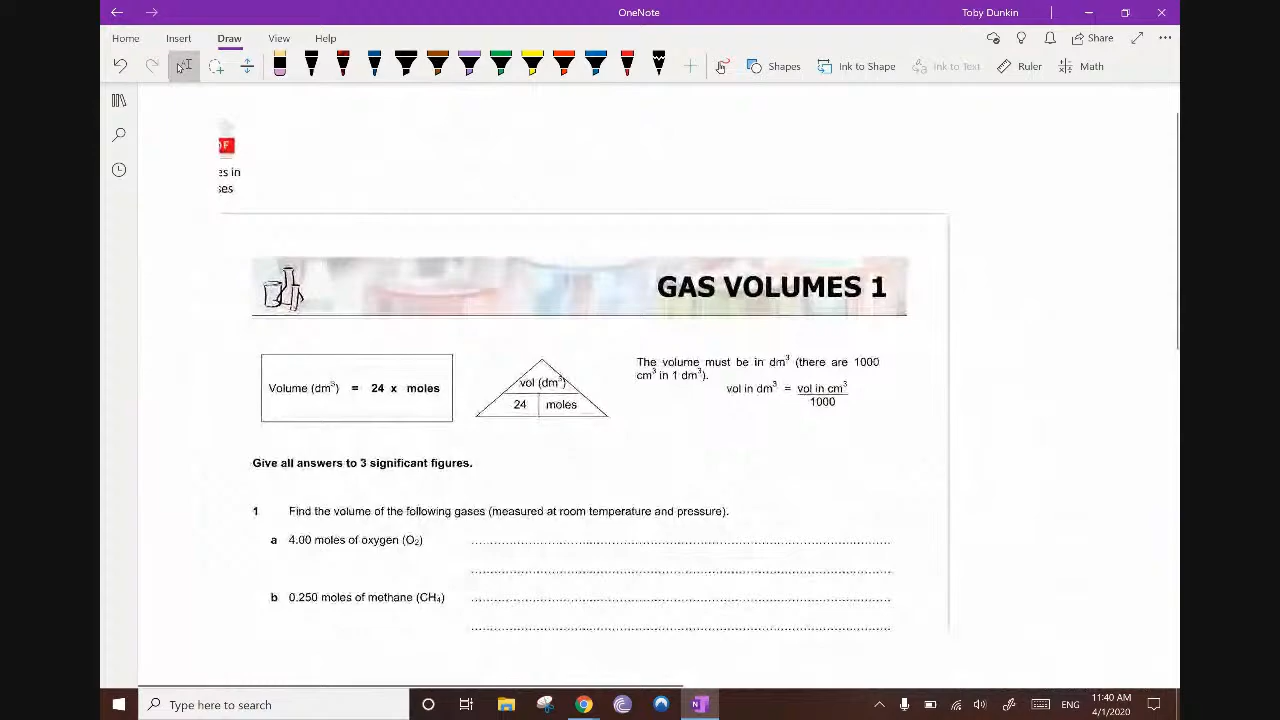 OneNote
Toby Dunkin
Home Insert Draw View Help
Share
Shapes Ink to Shape Ink to Text Ruler Math
es in
ses
GAS VOLUMES 1
Volume (dm³) = 24 x moles
vol (dm³)
24 moles
The volume must be in dm³ (there are 1000
cm³ in 1 dm³).
vol in dm³ = vol in cm³
1000
Give all answers to 3 significant figures.
1 Find the volume of the following gases (measured at room temperature and pressure).
a 4.00 moles of oxygen (O₂)
b 0.250 moles of methane (CH₄)
Type here to search
ENG
11:40 AM
4/1/2020